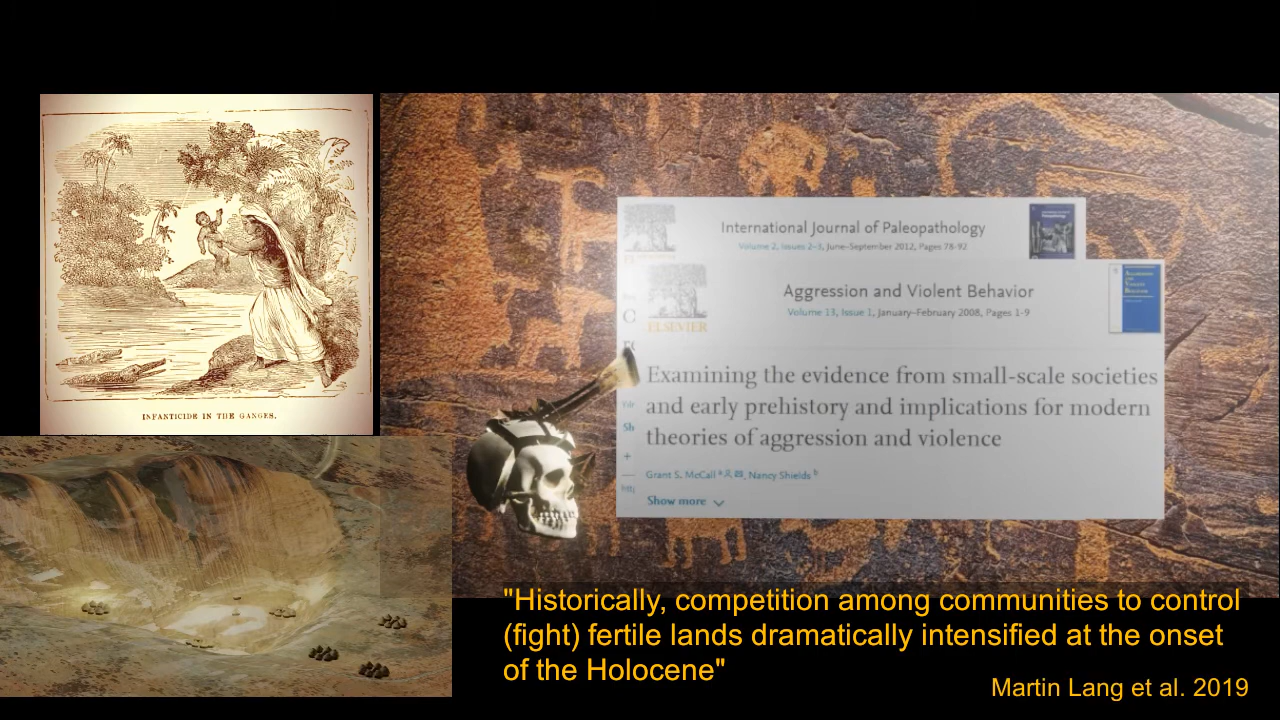 INFANTICIDE IN THE GANGES.
International Journal of Paleopathology
Volume 2, Issues 2–3, June–September 2012, Pages 78-92
Aggression and Violent Behavior
Volume 13, Issue 1, January–February 2008, Pages 1-9
ELSEVIER
Examining the evidence from small-scale societies
and early prehistory and implications for modern
theories of aggression and violence
Grant S. McCall a, Nancy Shields b
Show more
"Historically, competition among communities to control
(fight) fertile lands dramatically intensified at the onset
of the Holocene"
Martin Lang et al. 2019